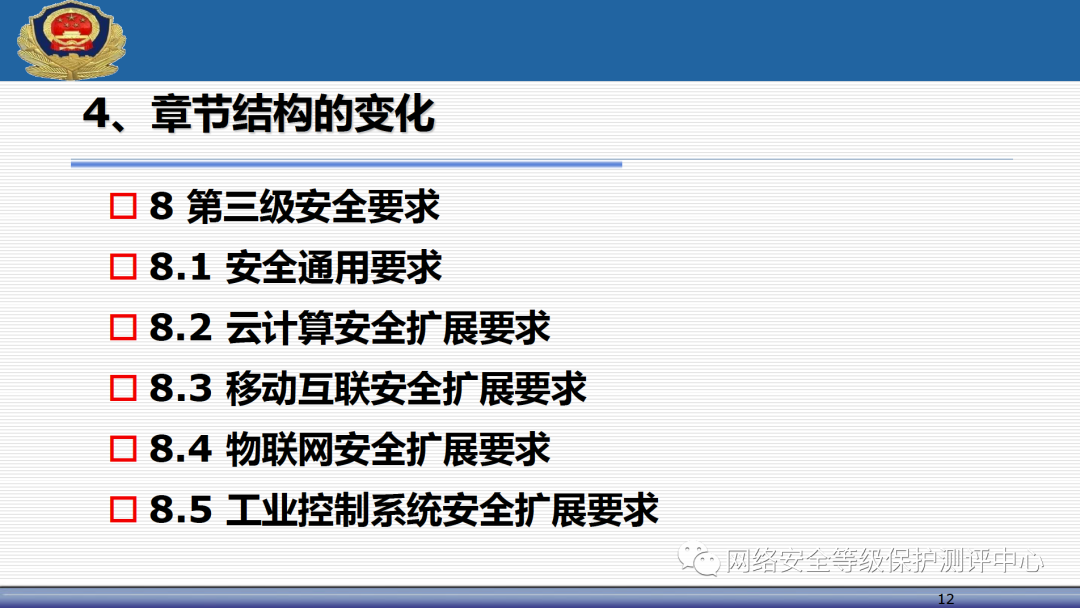 4、章节结构的变化
8 第三级安全要求
8.1 安全通用要求
8.2 云计算安全扩展要求
8.3 移动互联安全扩展要求
8.4 物联网安全扩展要求
8.5 工业控制系统安全扩展要求
网络安全等级保护测评中心
12